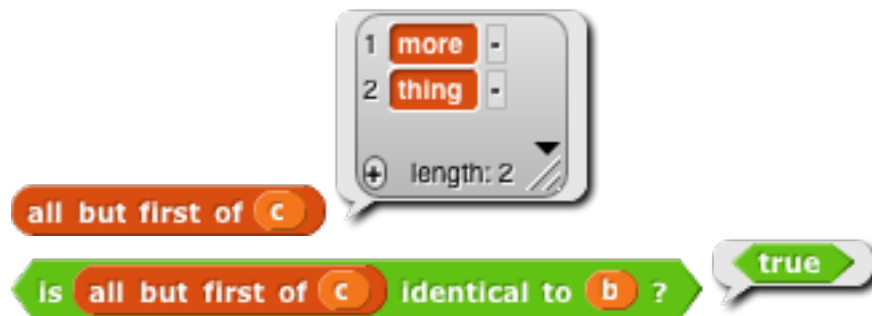 1 more -
2 thing -
+ length: 2
all but first of c
is all but first of c identical to b ?
true